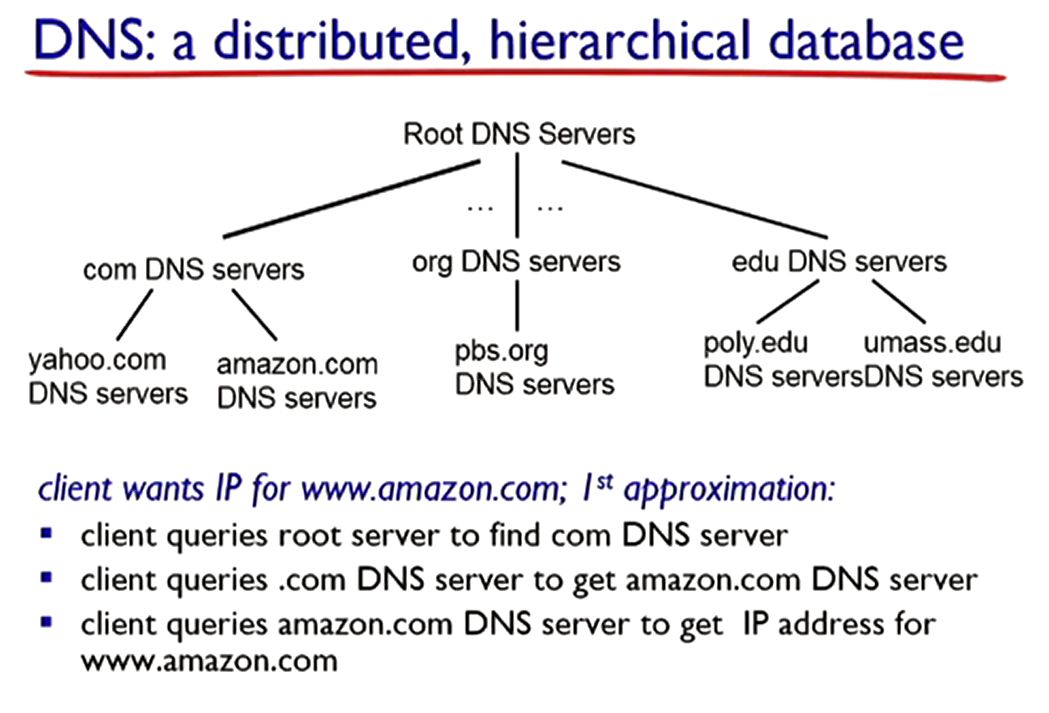 DNS: a distributed, hierarchical database
Root DNS Servers
... ...
com DNS servers
org DNS servers
edu DNS servers
yahoo.com
DNS servers
amazon.com
DNS servers
pbs.org
DNS servers
poly.edu
DNS servers
umass.edu
DNS servers
client wants IP for www.amazon.com; 1st approximation:
▪ client queries root server to find com DNS server
▪ client queries .com DNS server to get amazon.com DNS server
▪ client queries amazon.com DNS server to get IP address for
www.amazon.com